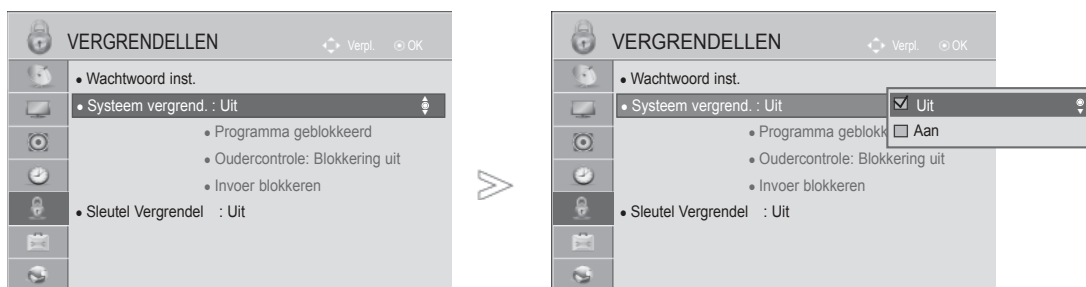 VERGRENDELLEN Verpl. OK
• Wachtwoord inst.
• Systeem vergrend. : Uit
• Programma geblokkeerd
• Oudercontrole: Blokkering uit
• Invoer blokkeren
• Sleutel Vergrendel : Uit
VERGRENDELLEN Verpl. OK
• Wachtwoord inst.
• Systeem vergrend. : Uit
Uit
• Programma geblokk
Aan
• Oudercontrole: Blokkering uit
• Invoer blokkeren
• Sleutel Vergrendel : Uit